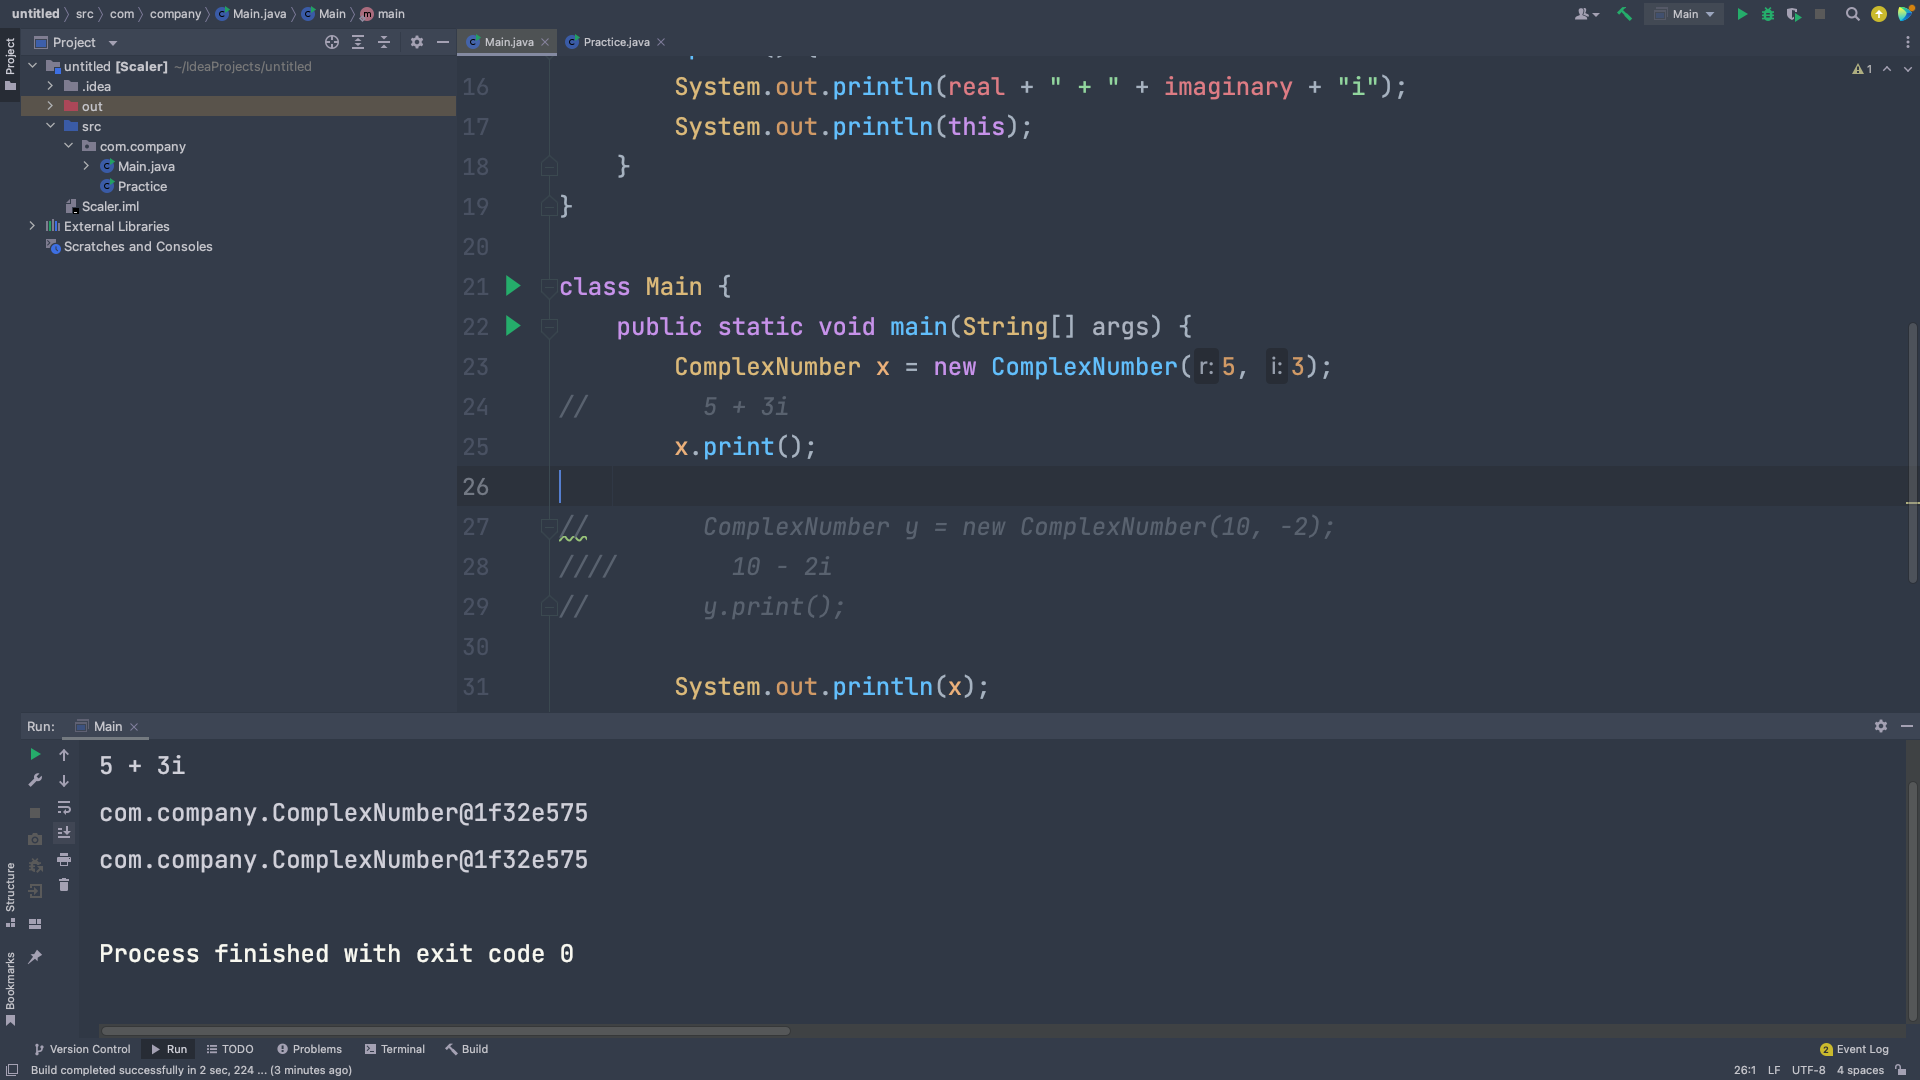 untitled src com company Main.java Main main
Main
Project
Main.java Practice.java
untitled [Scaler] ~/IdeaProjects/untitled
.idea
out
src
com.company
Main.java
Practice
Scaler.iml
External Libraries
Scratches and Consoles
Project
Structure
Bookmarks
1
16 System.out.println(real + " + " + imaginary + "i");
17 System.out.println(this);
18 }
19 }
20
21 class Main {
22 public static void main(String[] args) {
23 ComplexNumber x = new ComplexNumber( r: 5, i: 3);
24 // 5 + 3i
25 x.print();
26
27 // ComplexNumber y = new ComplexNumber(10, -2);
28 //// 10 - 2i
29 // y.print();
30
31 System.out.println(x);
Run: Main
5 + 3i
com.company.ComplexNumber@1f32e575
com.company.ComplexNumber@1f32e575
Process finished with exit code 0
Version Control Run TODO Problems Terminal Build
2 Event Log
Build completed successfully in 2 sec, 224 ... (3 minutes ago)
26:1 LF UTF-8 4 spaces